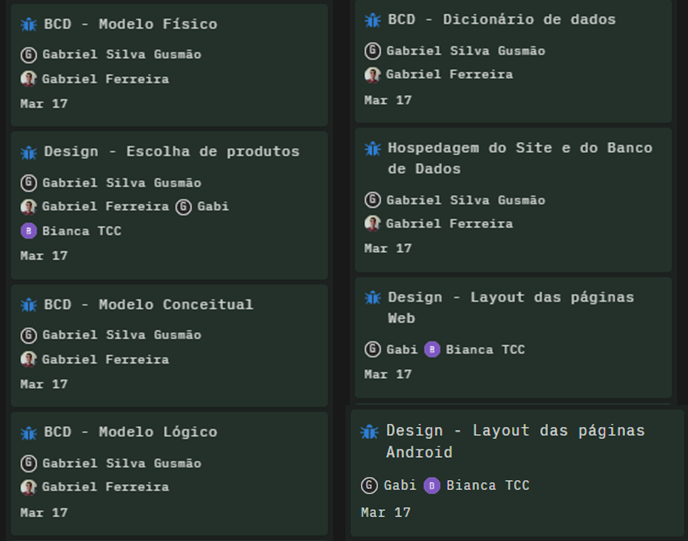 BCD - Modelo Físico
G Gabriel Silva Gusmão
Gabriel Ferreira
Mar 17
Design - Escolha de produtos
G Gabriel Silva Gusmão
Gabriel Ferreira G Gabi
B Bianca TCC
Mar 17
BCD - Modelo Conceitual
G Gabriel Silva Gusmão
Gabriel Ferreira
Mar 17
BCD - Modelo Lógico
G Gabriel Silva Gusmão
Gabriel Ferreira
Mar 17
BCD - Dicionário de dados
G Gabriel Silva Gusmão
Gabriel Ferreira
Mar 17
Hospedagem do Site e do Banco
de Dados
G Gabriel Silva Gusmão
Gabriel Ferreira
Mar 17
Design - Layout das páginas
Web
G Gabi B Bianca TCC
Mar 17
Design - Layout das páginas
Android
G Gabi B Bianca TCC
Mar 17